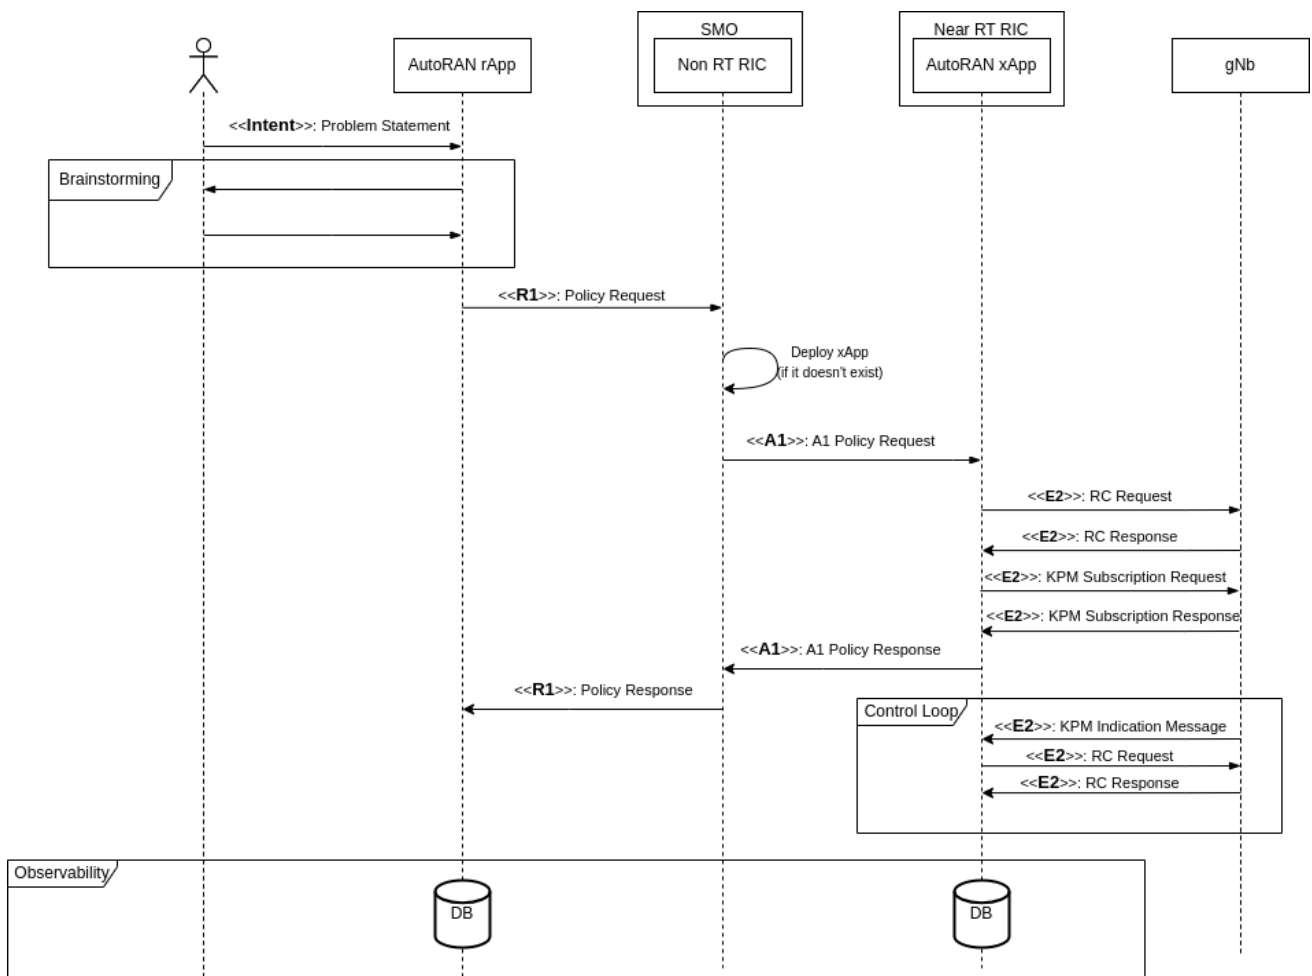 SMO
Near RT RIC
AutoRAN rApp
Non RT RIC
AutoRAN xApp
gNb
<<Intent>>: Problem Statement
Brainstorming
<<R1>>: Policy Request
Deploy xApp
(if it doesn't exist)
<<A1>>: A1 Policy Request
<<E2>>: RC Request
<<E2>>: RC Response
<<E2>>: KPM Subscription Request
<<E2>>: KPM Subscription Response
<<A1>>: A1 Policy Response
<<R1>>: Policy Response
Control Loop
<<E2>>: KPM Indication Message
<<E2>>: RC Request
<<E2>>: RC Response
Observability
DB
DB